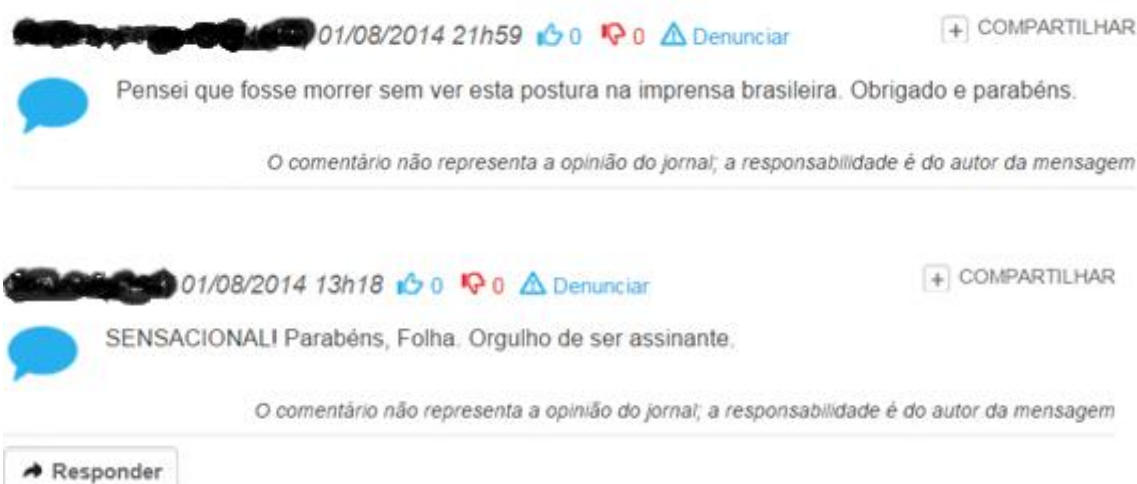 01/08/2014 21h59 0 0 Denunciar + COMPARTILHAR
Pensei que fosse morrer sem ver esta postura na imprensa brasileira. Obrigado e parabéns.
O comentário não representa a opinião do jornal; a responsabilidade é do autor da mensagem
01/08/2014 13h18 0 0 Denunciar + COMPARTILHAR
SENSACIONAL! Parabéns, Folha. Orgulho de ser assinante.
O comentário não representa a opinião do jornal; a responsabilidade é do autor da mensagem
Responder